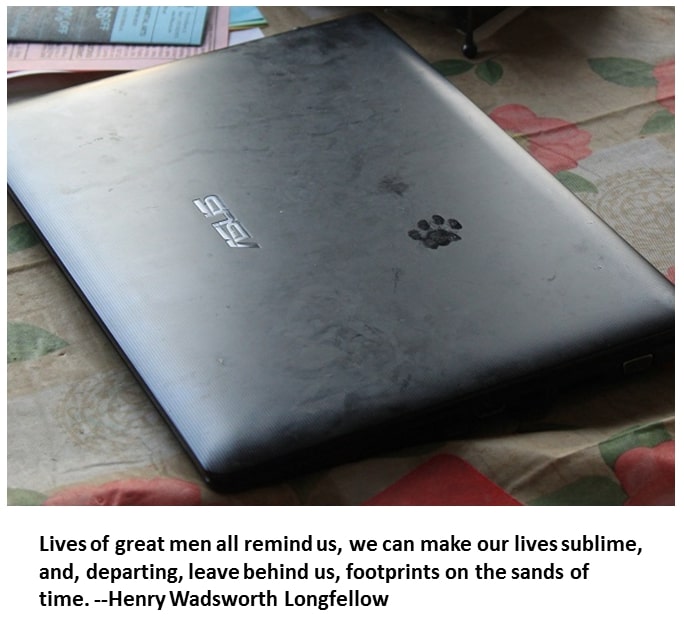 ASUS
Lives of great men all remind us, we can make our lives sublime,
and, departing, leave behind us, footprints on the sands of
time. --Henry Wadsworth Longfellow